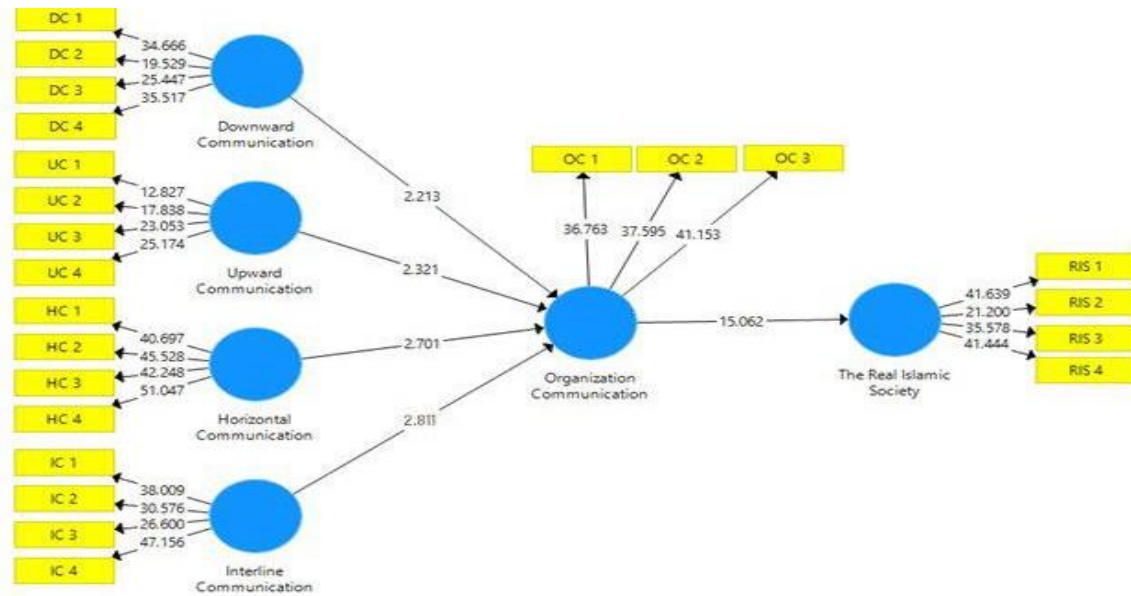 DC 1
34.666
DC 2
19.529
DC 3
25.447
DC 4
35.517
Downward
Communication
2.213
UC 1
12.827
UC 2
17.838
UC 3
23.053
UC 4
25.174
Upward
Communication
2.321
HC 1
40.697
HC 2
45.528
HC 3
42.248
HC 4
51.047
Horizontal
Communication
2.701
IC 1
38.009
IC 2
30.576
IC 3
26.600
IC 4
47.156
Interline
Communication
2.811
OC 1
OC 2
OC 3
36.763
37.595
41.153
Organization
Communication
15.062
The Real Islamic
Society
RIS 1
41.639
RIS 2
21.200
RIS 3
35.578
RIS 4
41.444